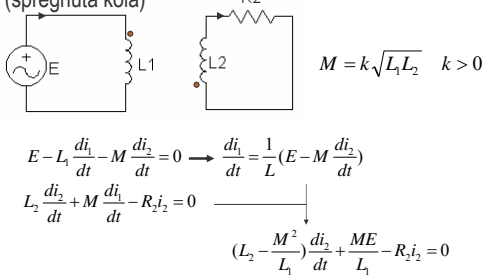 (spregnuta kola)
R2
E
L1
L2
M = k√(L₁L₂)   k > 0
E − L₁ di₁/dt − M di₂/dt = 0 → di₁/dt = 1/L (E − M di₂/dt)
L₂ di₂/dt + M di₁/dt − R₂i₂ = 0
(L₂ − M²/L₁) di₂/dt + ME/L₁ − R₂i₂ = 0